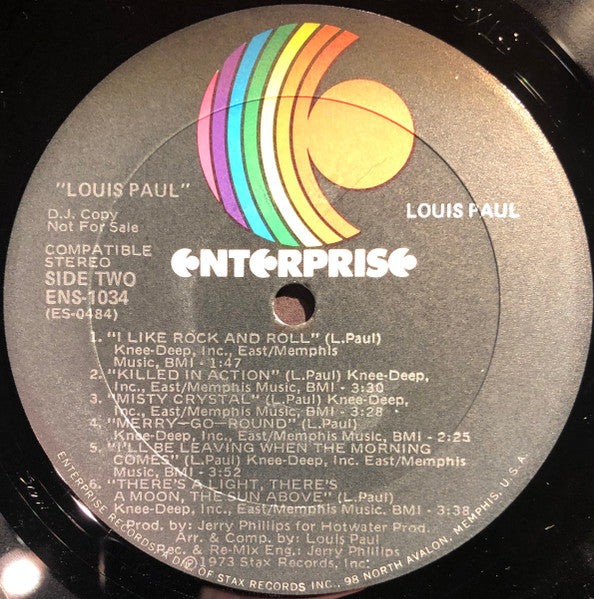 "LOUIS PAUL"
D.J. Copy
Not For Sale
COMPATIBLE
STEREO
SIDE TWO
ENS-1034
(ES-0484)
LOUIS PAUL
ENTERPRISE
1. "I LIKE ROCK AND ROLL" (L.Paul)
Knee-Deep, Inc., East/Memphis
Music, BMI - 1:47
2. "KILLED IN ACTION" (L.Paul) Knee-Deep,
Inc., East/Memphis Music, BMI - 3:30
3. "MISTY CRYSTAL" (L.Paul) Knee-Deep,
Inc., East/Memphis Music, BMI - 3:28
4. "MERRY-GO-ROUND" (L.Paul)
Knee-Deep, Inc., East/Memphis Music, BMI - 2:25
5. "I'LL BE LEAVING WHEN THE MORNING
COMES" (L.Paul) Knee-Deep, Inc. East/Memphis
Music, BMI - 3:52
6. "THERE'S A LIGHT, THERE'S
A MOON, THE SUN ABOVE" (L.Paul)
Knee-Deep, Inc., East/Memphis Music, BMI - 3:38
Prod. by: Jerry Phillips for Hotwater Prod.
Arr. & Comp. by: Louis Paul
Rec. & Re-Mix Eng.: Jerry Phillips
℗ 1973 Stax Records, Inc.
ENTERPRISE RECORDS, A DIV. OF STAX RECORDS INC., 98 NORTH AVALON, MEMPHIS, U.S.A.